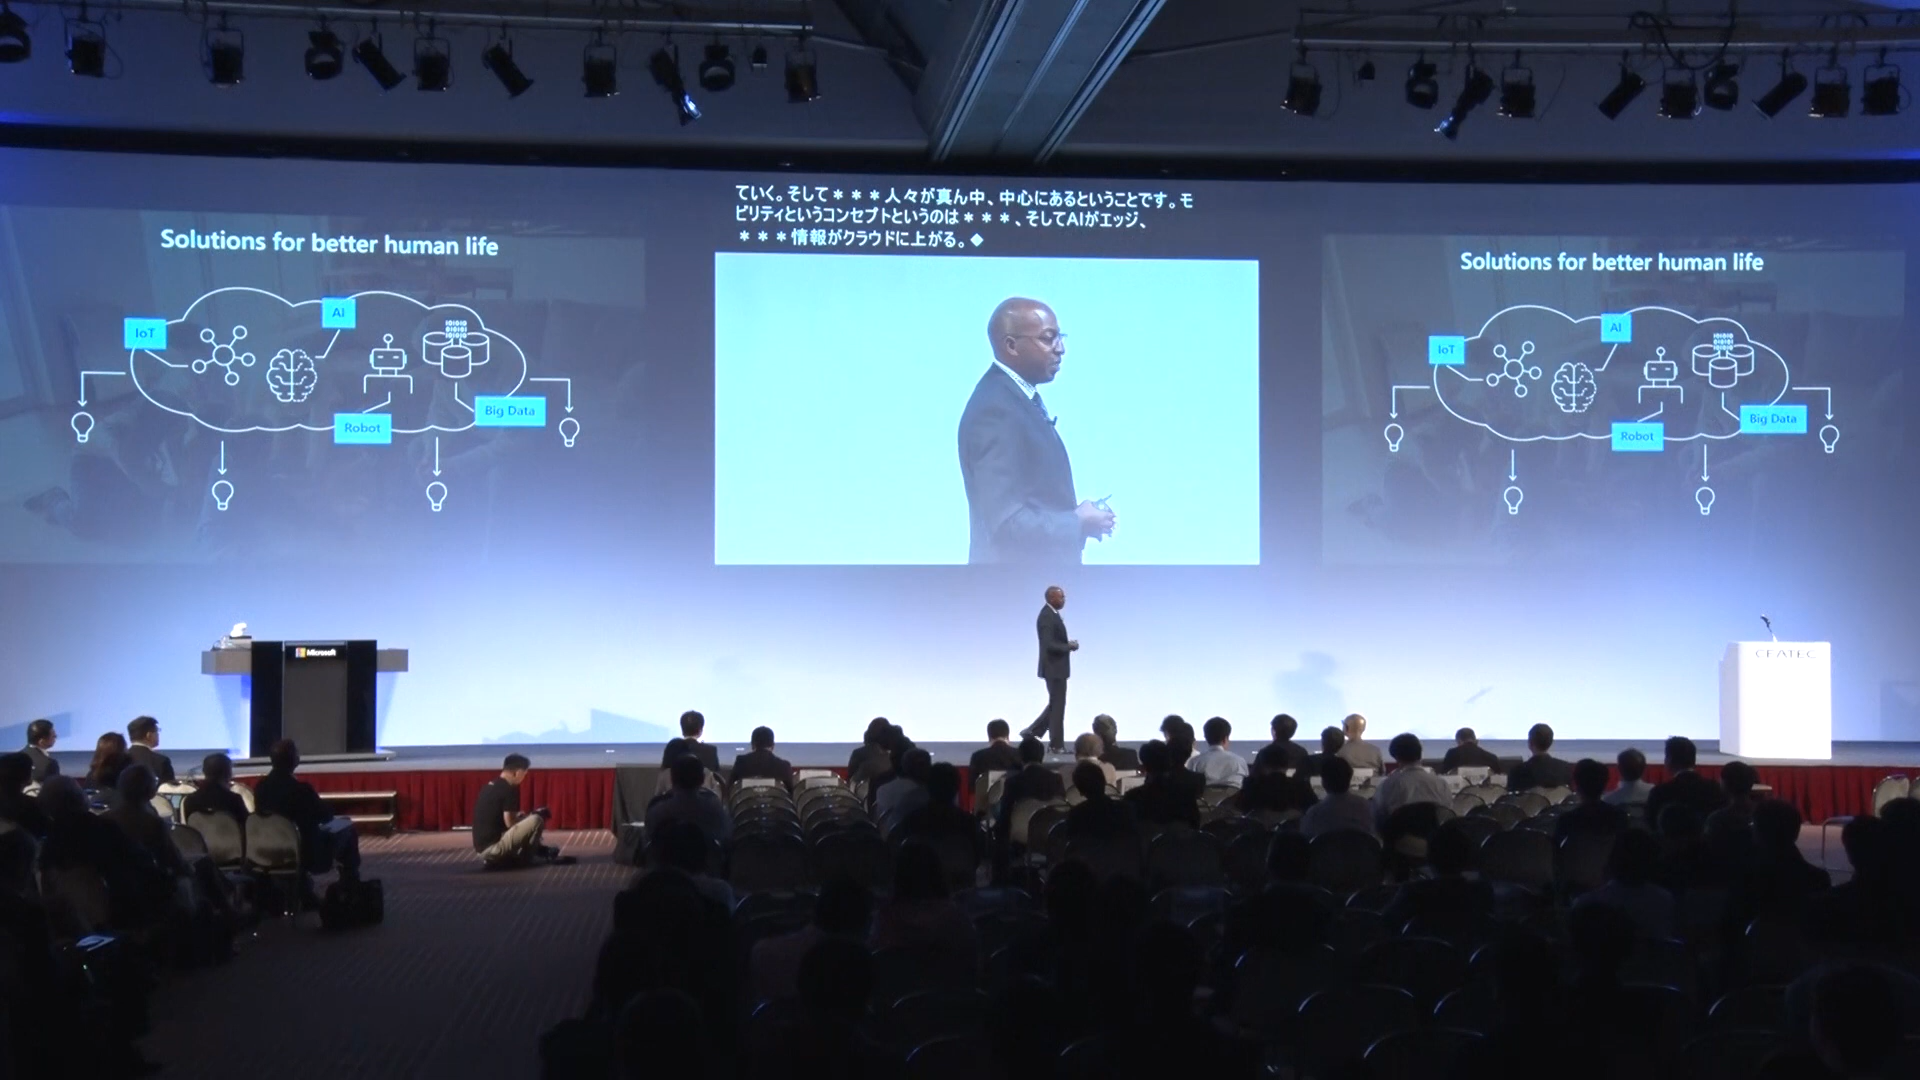 ていく。そして＊＊＊人々が真ん中、中心にあるということです。モ
ビリティというコンセプトというのは＊＊＊、そしてAIがエッジ、
＊＊＊情報がクラウドに上がる。◆
Solutions for better human life
AI
IoT
Big Data
Robot
Solutions for better human life
AI
IoT
Big Data
Robot
Microsoft
CEATEC